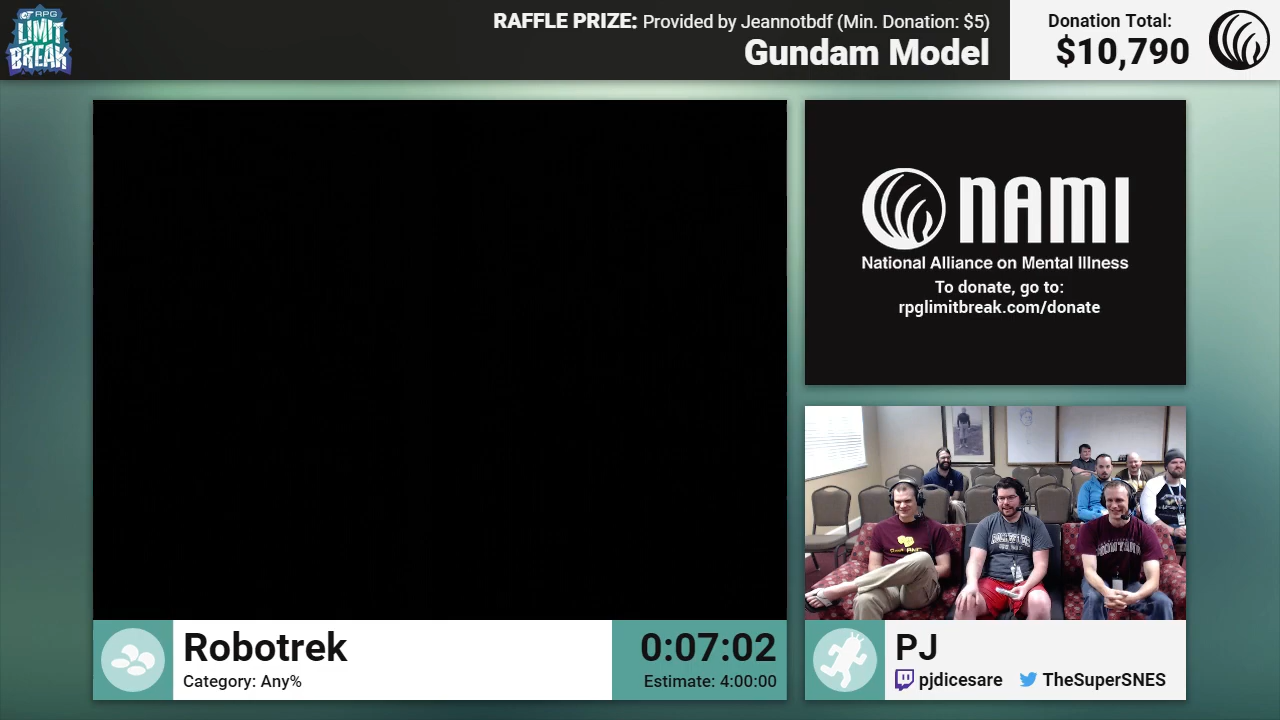 RPG
LIMIT
BREAK
RAFFLE PRIZE: Provided by Jeannotbdf (Min. Donation: $5)
Gundam Model
Donation Total:
$10,790
NAMI
National Alliance on Mental Illness
To donate, go to:
rpglimitbreak.com/donate
Robotrek
Category: Any%
0:07:02
Estimate: 4:00:00
PJ
pjdicesare
TheSuperSNES